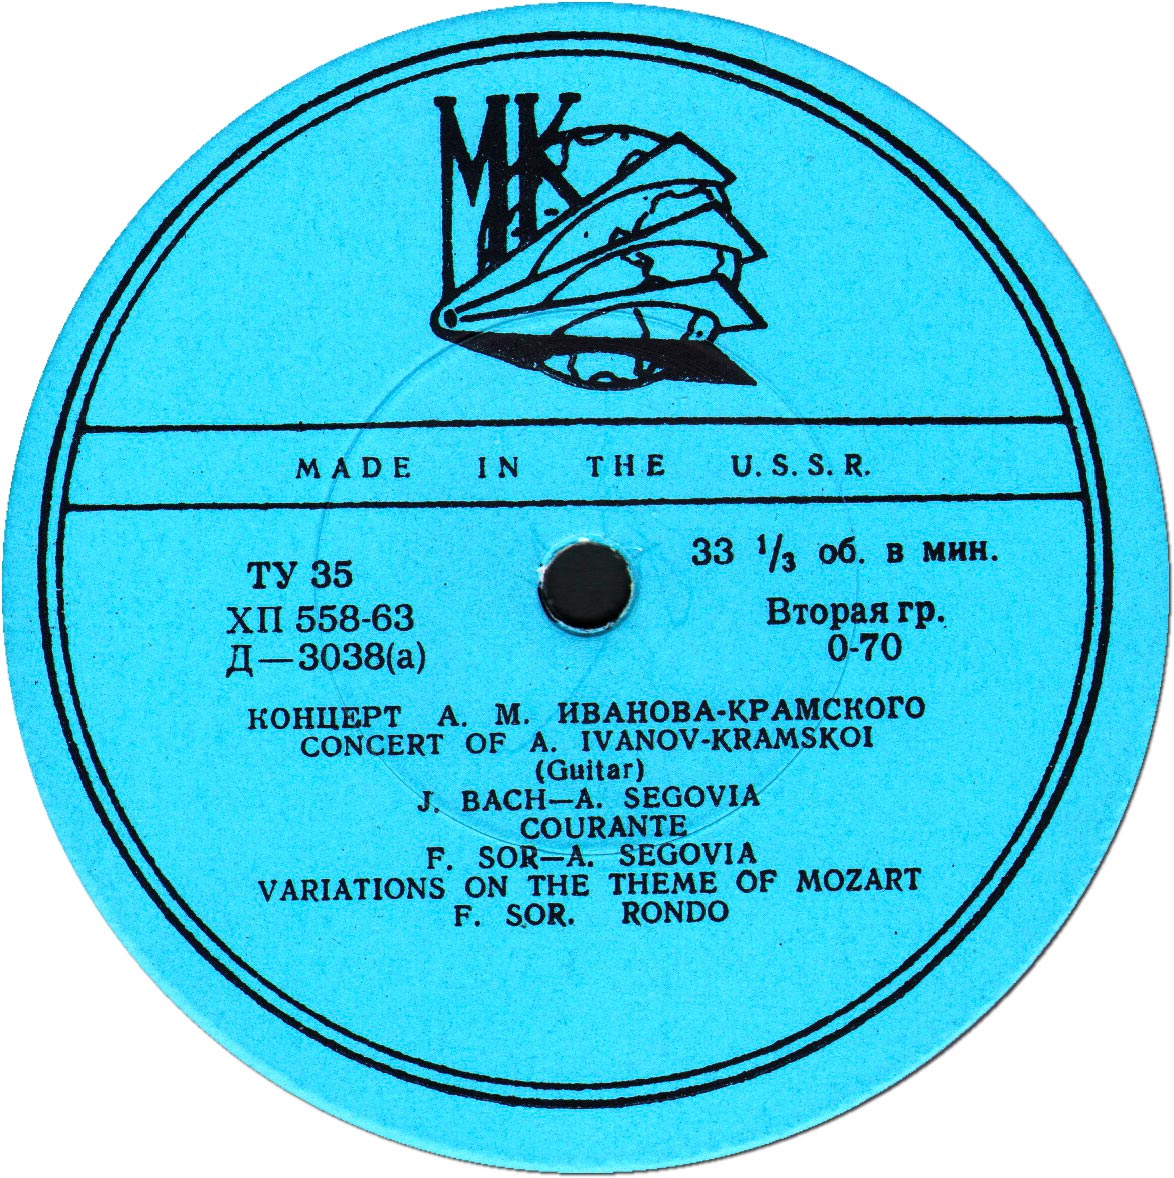 МК
MADE IN THE U.S.S.R.
ТУ 35
ХП 558-63
Д—3038(а)
33 1/3 об. в мин.
Вторая гр.
0-70
КОНЦЕРТ А. М. ИВАНОВА-КРАМСКОГО
CONCERT OF A. IVANOV-KRAMSKOI
(Guitar)
J. BACH—A. SEGOVIA
COURANTE
F. SOR—A. SEGOVIA
VARIATIONS ON THE THEME OF MOZART
F. SOR. RONDO